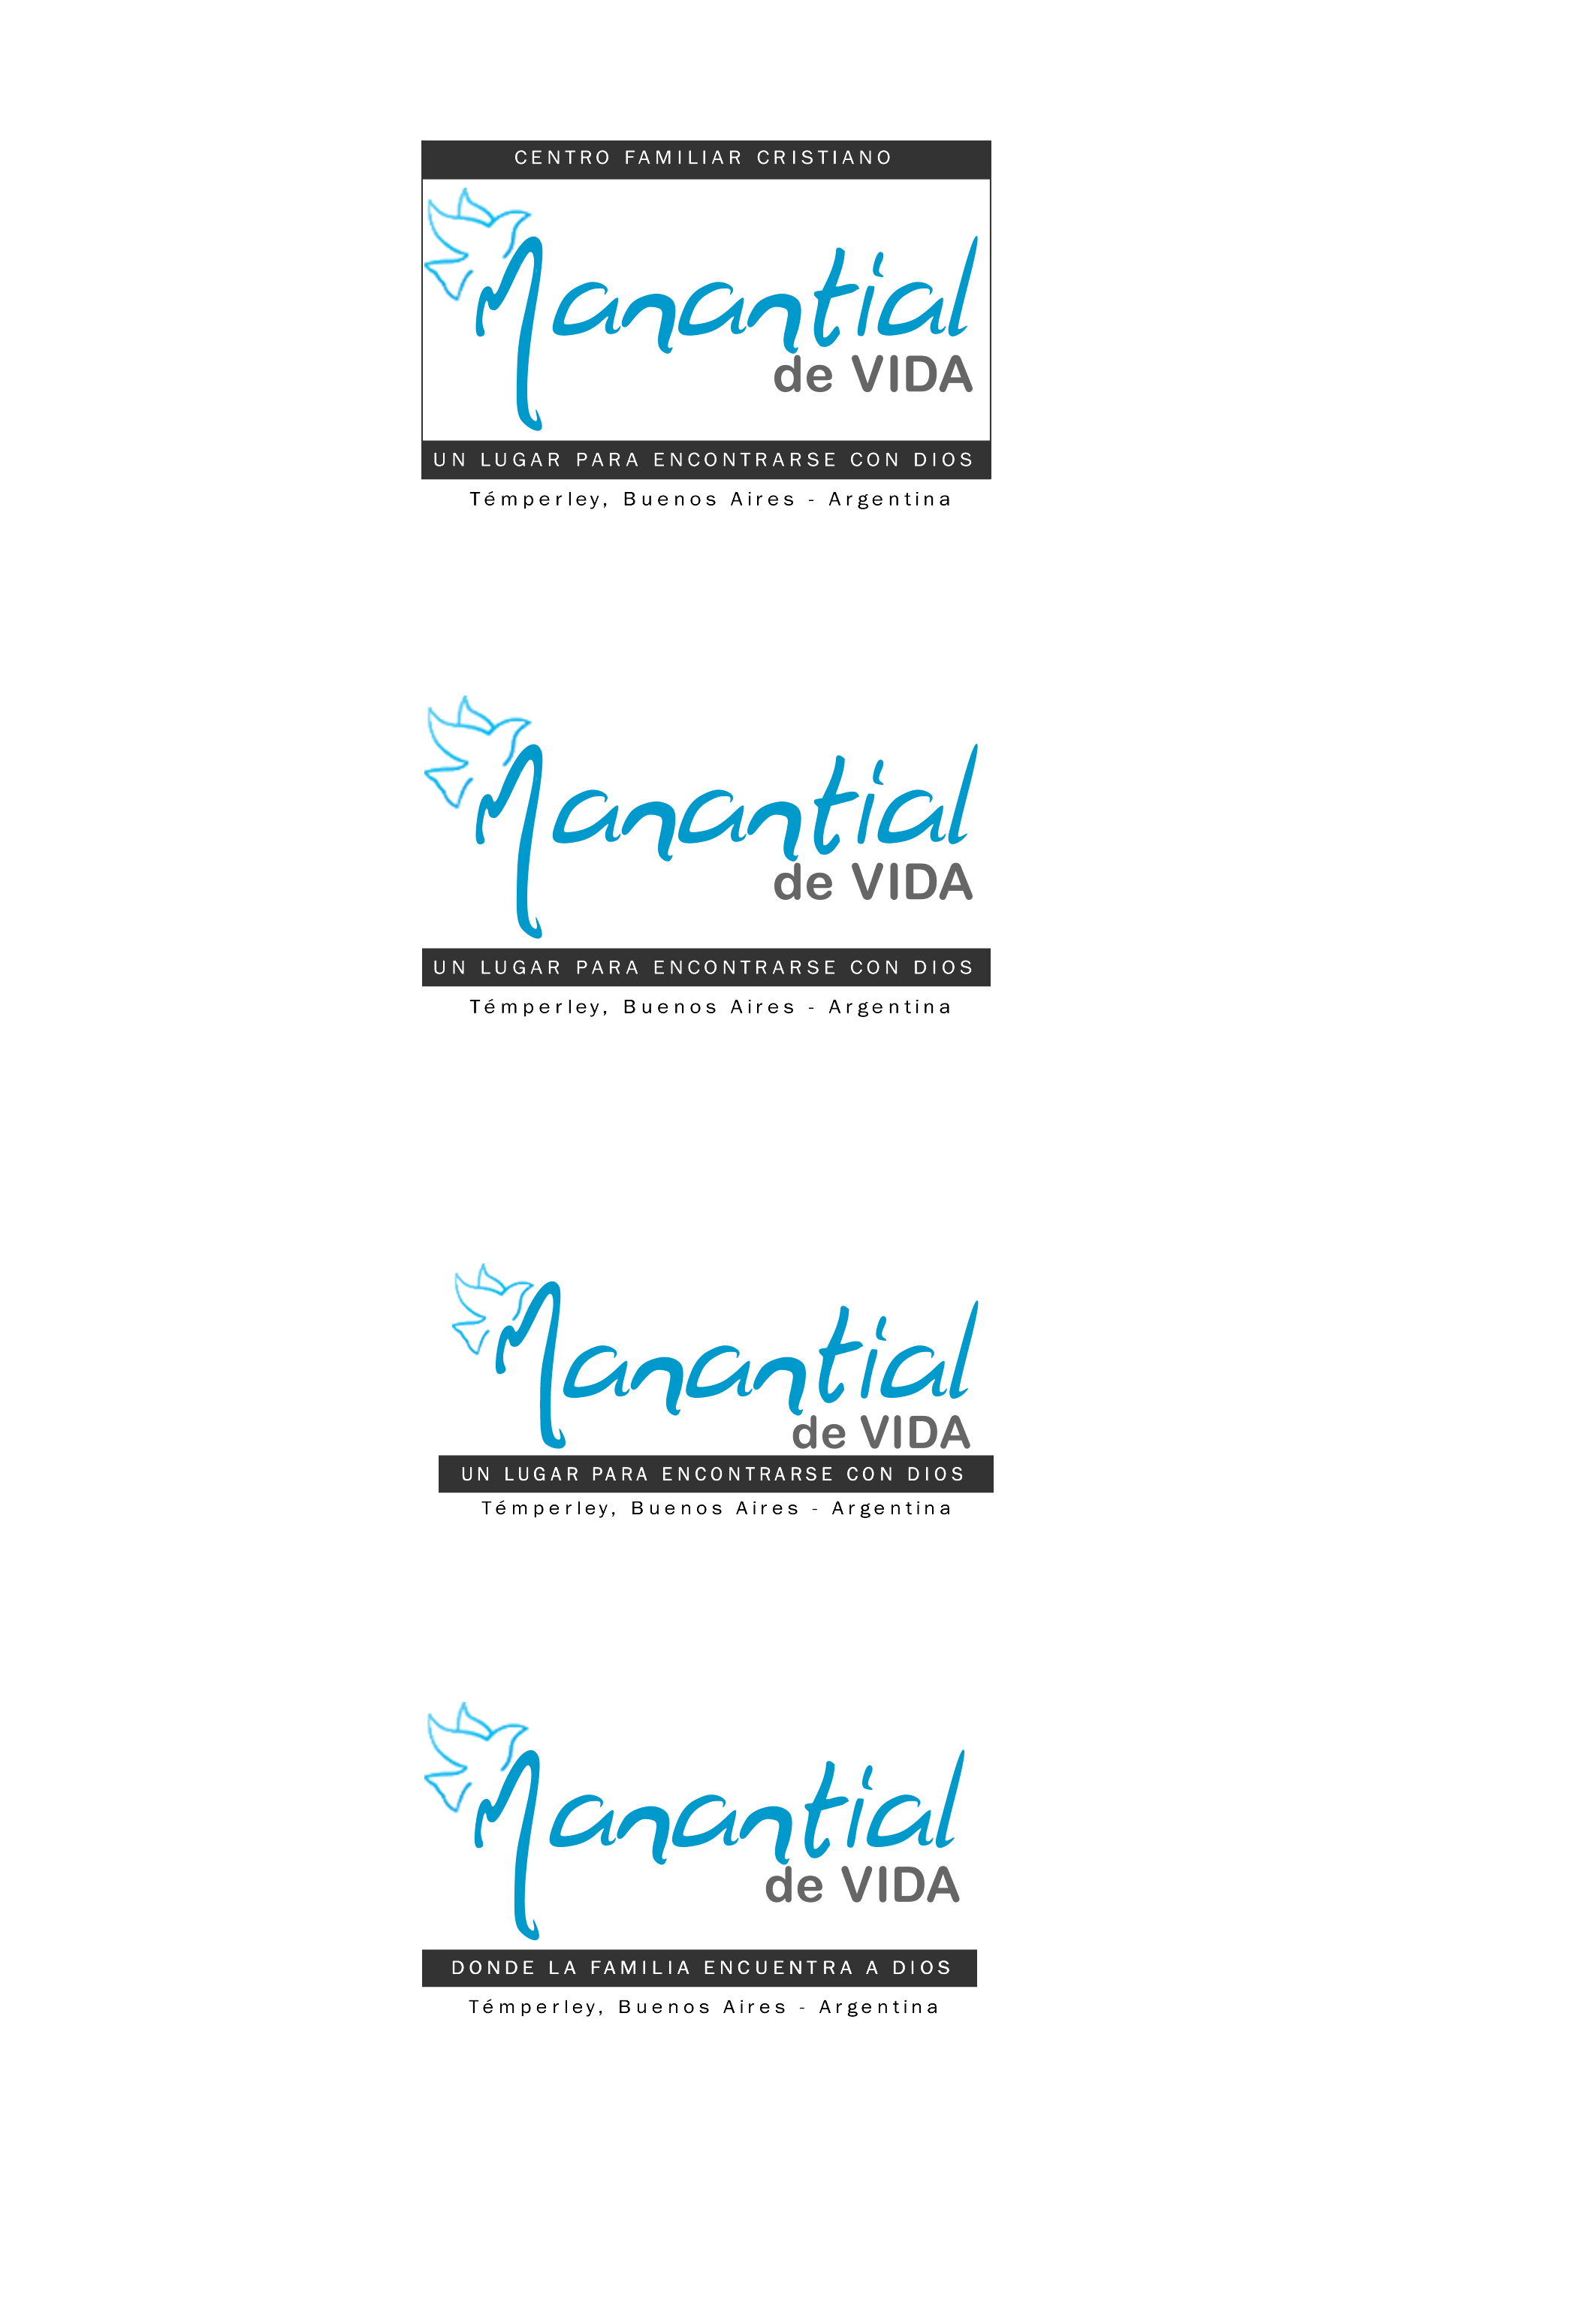 CENTRO FAMILIAR CRISTIANO
Manantial
de VIDA
UN LUGAR PARA ENCONTRARSE CON DIOS
Témperley, Buenos Aires - Argentina
Manantial
de VIDA
UN LUGAR PARA ENCONTRARSE CON DIOS
Témperley, Buenos Aires - Argentina
Manantial
de VIDA
UN LUGAR PARA ENCONTRARSE CON DIOS
Témperley, Buenos Aires - Argentina
Manantial
de VIDA
DONDE LA FAMILIA ENCUENTRA A DIOS
Témperley, Buenos Aires - Argentina